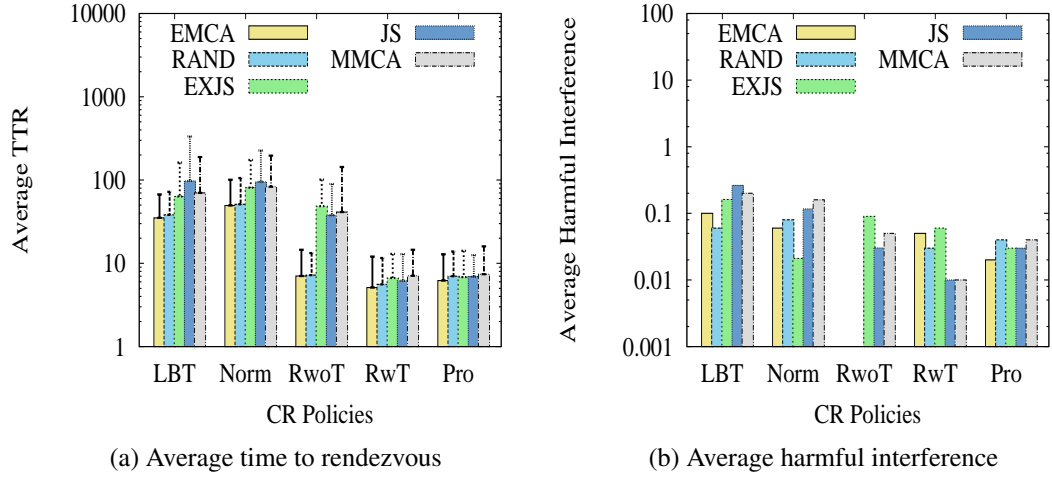 10000
1000
100
10
1
Average TTR
EMCA
RAND
EXJS
JS
MMCA
LBT Norm RwoT RwT Pro
CR Policies
(a) Average time to rendezvous
100
10
1
0.1
0.01
0.001
Average Harmful Interference
EMCA
RAND
EXJS
JS
MMCA
LBT Norm RwoT RwT Pro
CR Policies
(b) Average harmful interference